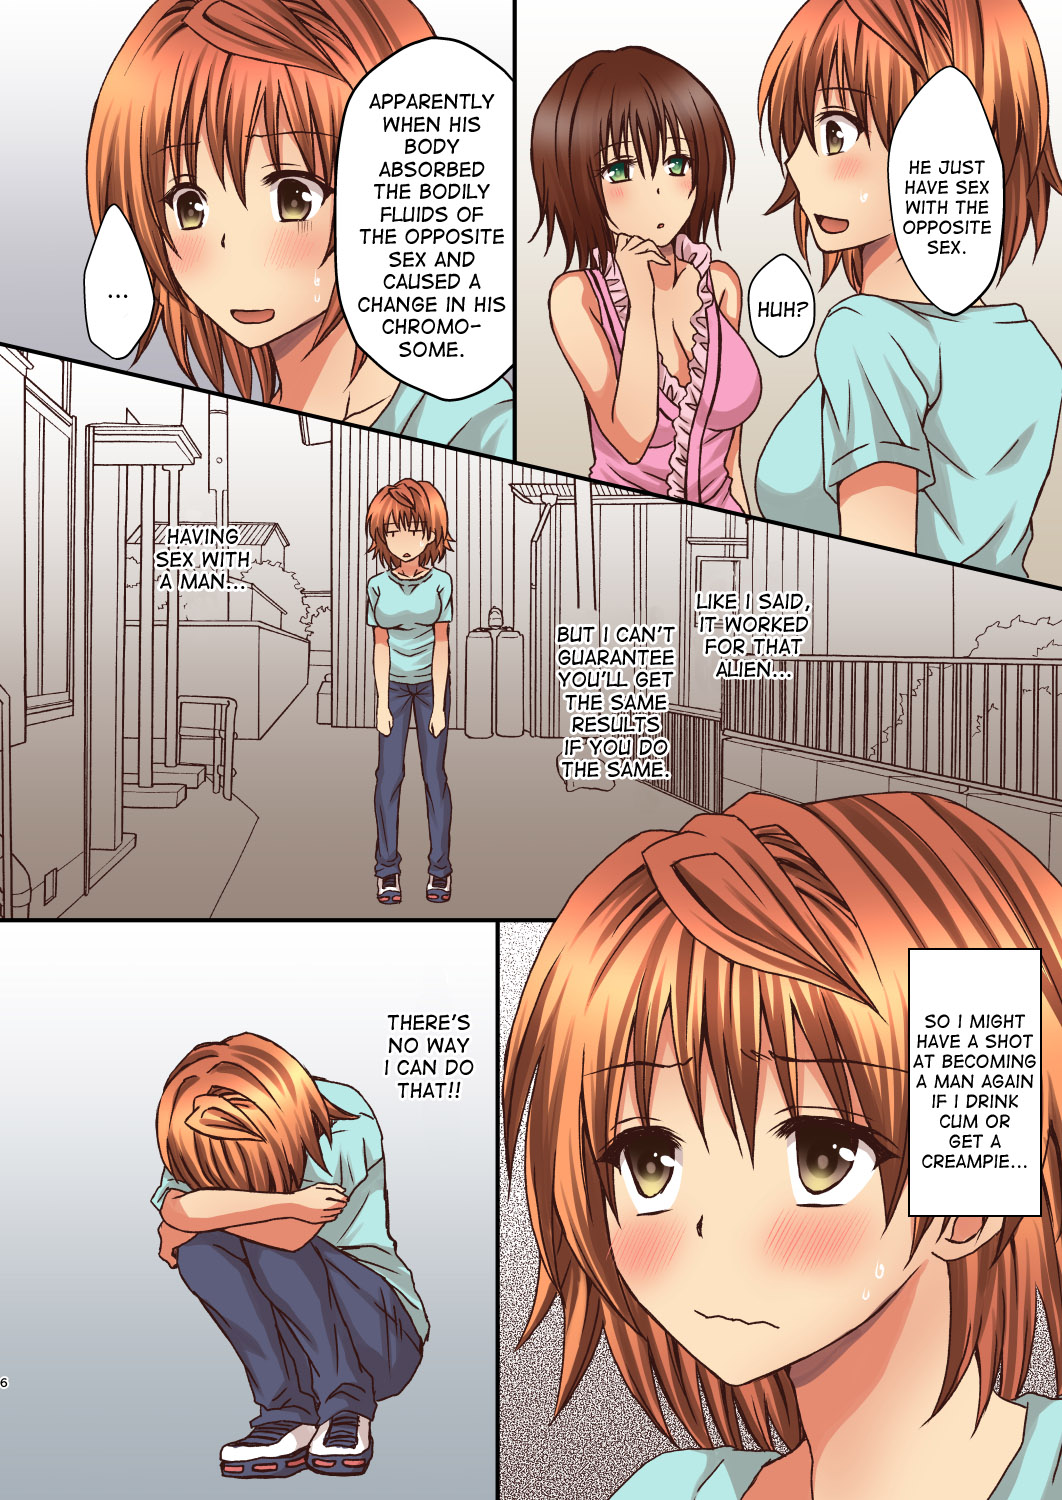 HE JUST
HAVE SEX
WITH THE
OPPOSITE
SEX.
HUH?
APPARENTLY
WHEN HIS
BODY
ABSORBED
THE BODILY
FLUIDS OF
THE OPPOSITE
SEX AND
CAUSED A
CHANGE IN HIS
CHROMO-
SOME.
...
LIKE I SAID,
IT WORKED
FOR THAT
ALIEN...
BUT I CAN'T
GUARANTEE
YOU'LL GET
THE SAME
RESULTS
IF YOU DO
THE SAME.
HAVING
SEX WITH
A MAN...
SO I MIGHT
HAVE A SHOT
AT BECOMING
A MAN AGAIN
IF I DRINK
CUM OR
GET A
CREAMPIE...
THERE'S
NO WAY
I CAN DO
THAT!!
6